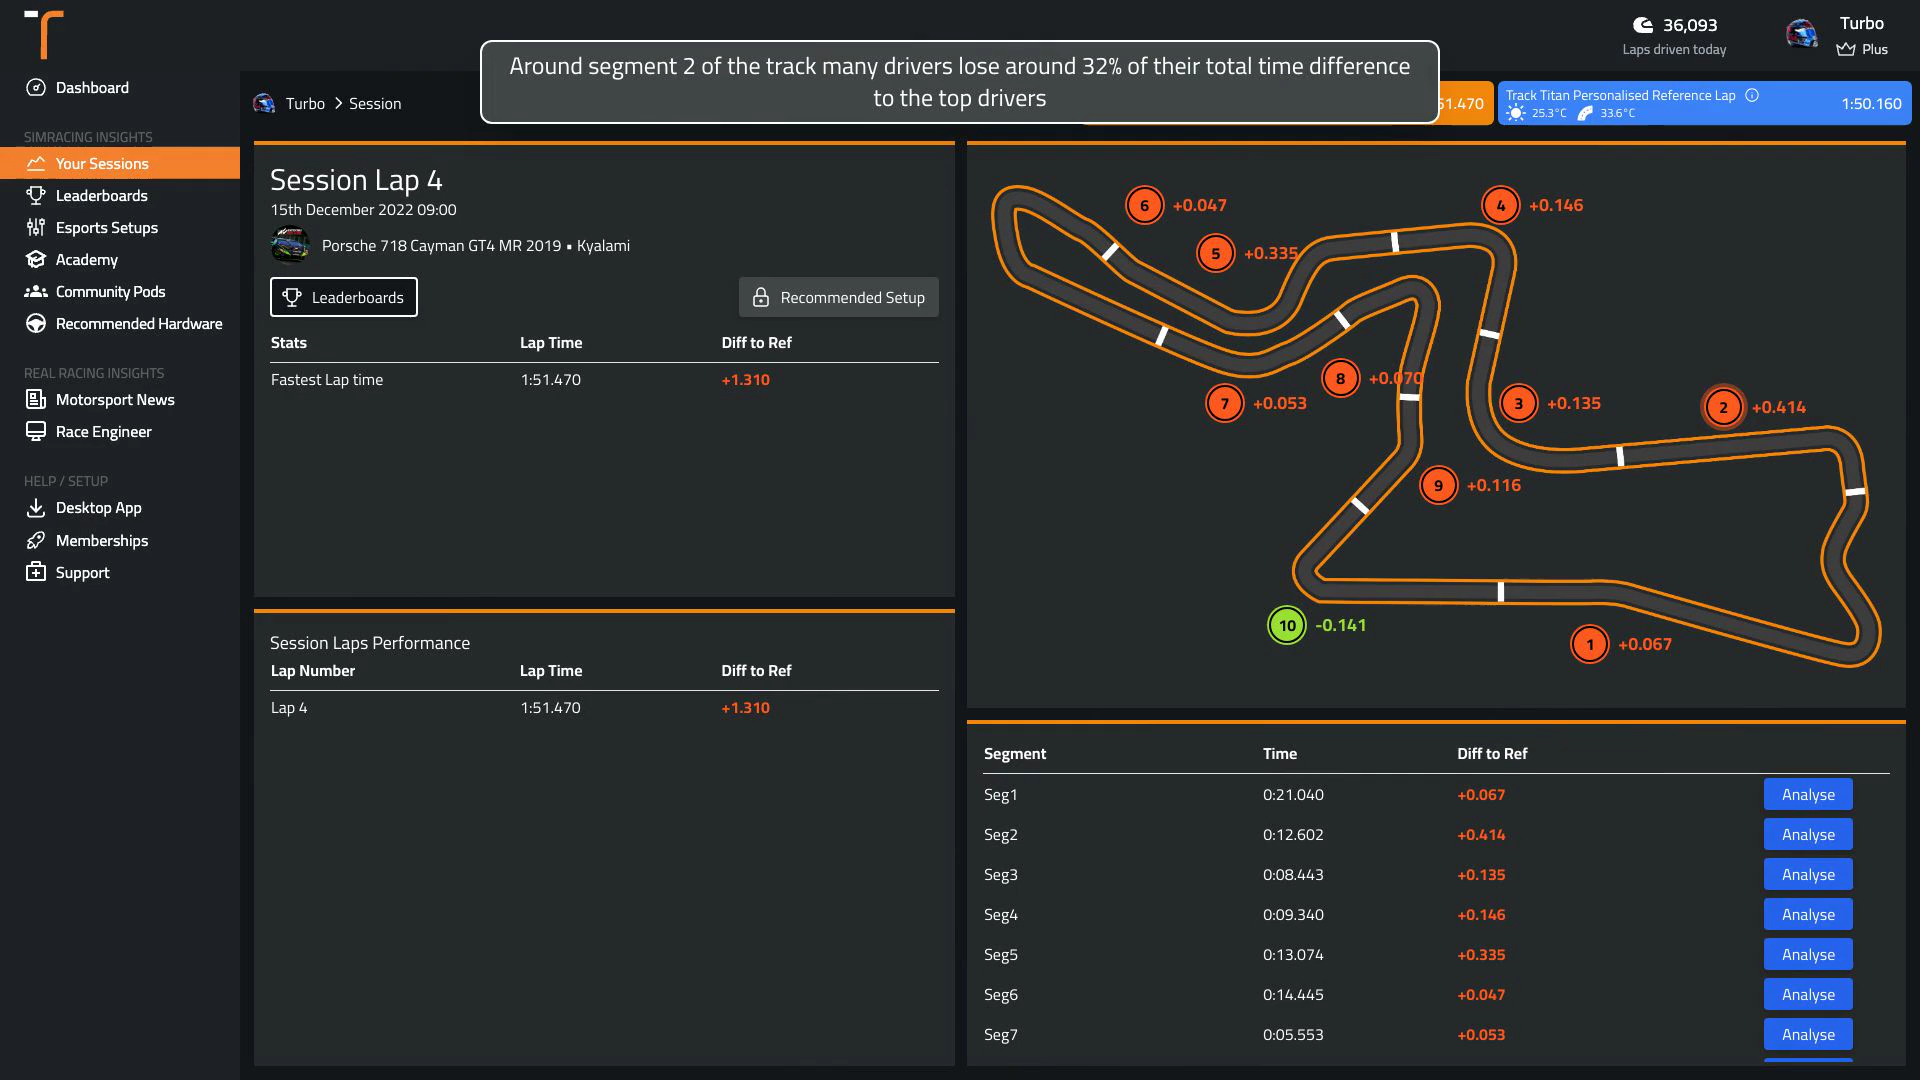 36,093
Laps driven today
Turbo
Plus
Around segment 2 of the track many drivers lose around 32% of their total time difference
to the top drivers
Dashboard
SIMRACING INSIGHTS
Your Sessions
Leaderboards
Esports Setups
Academy
Community Pods
Recommended Hardware
REAL RACING INSIGHTS
Motorsport News
Race Engineer
HELP / SETUP
Desktop App
Memberships
Support
Turbo > Session
51.470
Track Titan Personalised Reference Lap
25.3°C 33.6°C
1:50.160
Session Lap 4
15th December 2022 09:00
Porsche 718 Cayman GT4 MR 2019 • Kyalami
Leaderboards
Recommended Setup
Stats Lap Time Diff to Ref
Fastest Lap time 1:51.470 +1.310
Session Laps Performance
Lap Number Lap Time Diff to Ref
Lap 4 1:51.470 +1.310
6 +0.047
4 +0.146
5 +0.335
8 +0.070
7 +0.053
3 +0.135
2 +0.414
9 +0.116
10 -0.141
1 +0.067
Segment Time Diff to Ref
Seg1 0:21.040 +0.067 Analyse
Seg2 0:12.602 +0.414 Analyse
Seg3 0:08.443 +0.135 Analyse
Seg4 0:09.340 +0.146 Analyse
Seg5 0:13.074 +0.335 Analyse
Seg6 0:14.445 +0.047 Analyse
Seg7 0:05.553 +0.053 Analyse